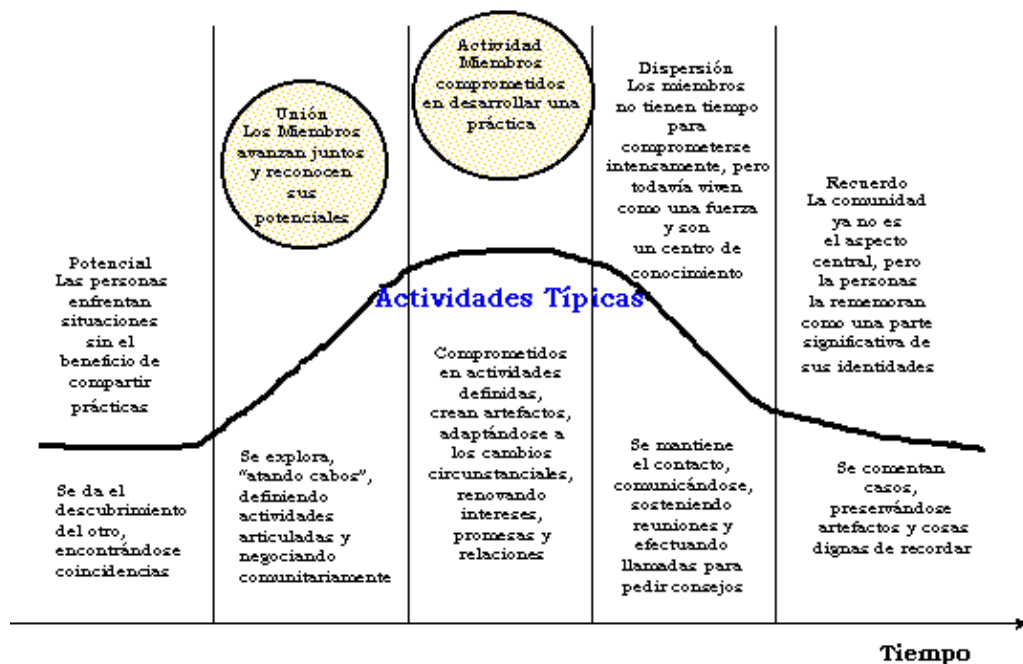 Potencial
Las personas
enfrentan
situaciones
sin el
beneficio de
compartir
prácticas
Unión
Los Miembros
avanzan juntos
y reconocen
sus
potenciales
Actividad
Miembros
comprometidos
en desarrollar una
práctica
Dispersión
Los miembros
no tienen tiempo
para
comprometerse
intensamente, pero
todavía viven
como una fuerza
y son
un centro de
conocimiento
Recuerdo
La comunidad
ya no es
el aspecto
central, pero
la personas
la rememoran
como una parte
significativa de
sus identidades
Actividades Típicas
Se da el
descubrimiento
del otro,
encontrándose
coincidencias
Se explora,
“atando cabos”,
definiendo
actividades
articuladas y
negociando
comunitariamente
Comprometidos
en actividades
definidas,
crean artefactos,
adaptándose a
los cambios
circunstanciales,
renovando
intereses,
promesas y
relaciones
Se mantiene
el contacto,
comunicándose,
sosteniendo
reuniones y
efectuando
llamadas para
pedir consejos
Se comentan
casos,
preservándose
artefactos y cosas
dignas de recordar
Tiempo